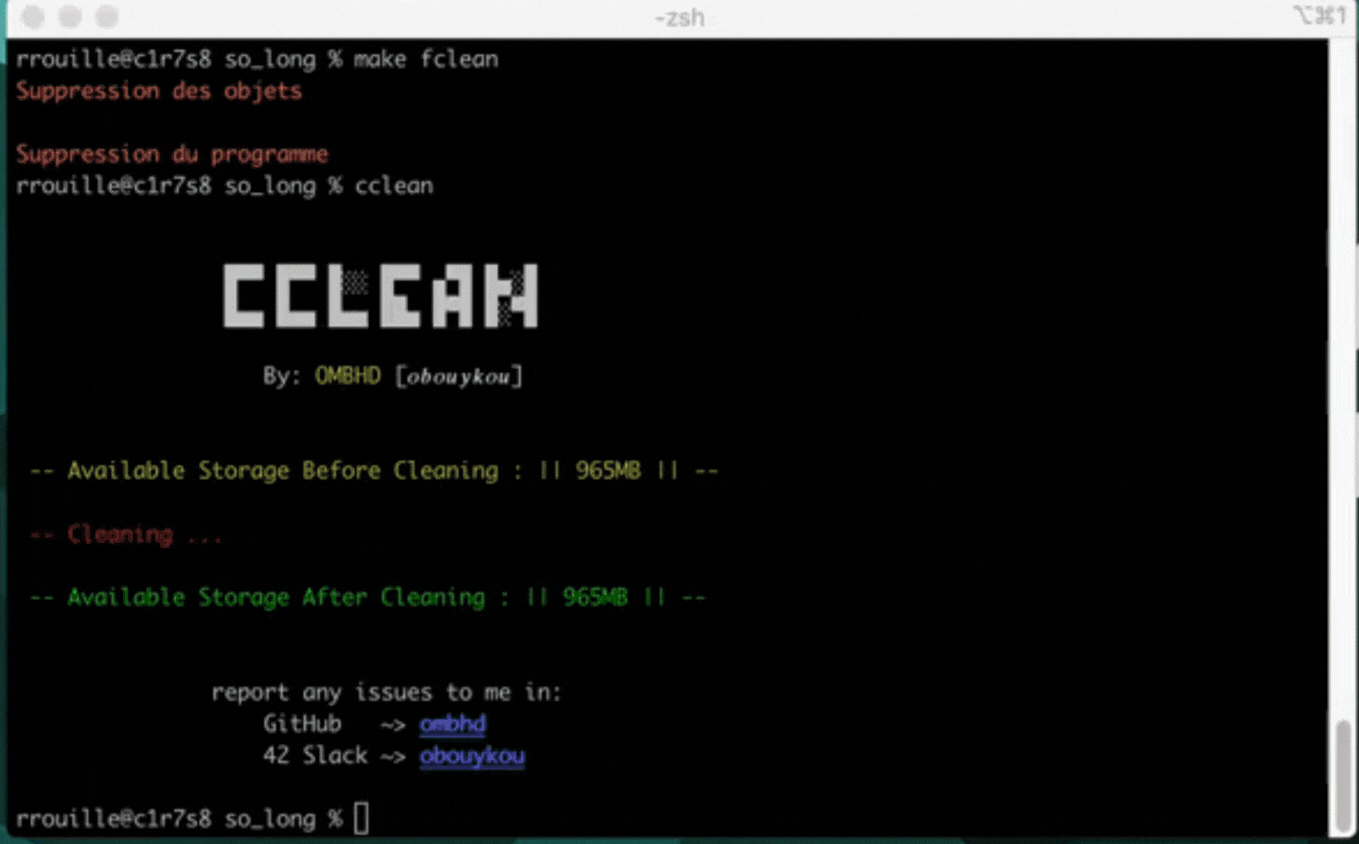 -zsh
⌥⌘1
rrouille@c1r7s8 so_long % make fclean
Suppression des objets
Suppression du programme
rrouille@c1r7s8 so_long % cclean
CCLEAN
By: OMBHD [obouykou]
-- Available Storage Before Cleaning : || 965MB || --
-- Cleaning ...
-- Available Storage After Cleaning : || 965MB || --
report any issues to me in:
GitHub ~> ombhd
42 Slack ~> obouykou
rrouille@c1r7s8 so_long %